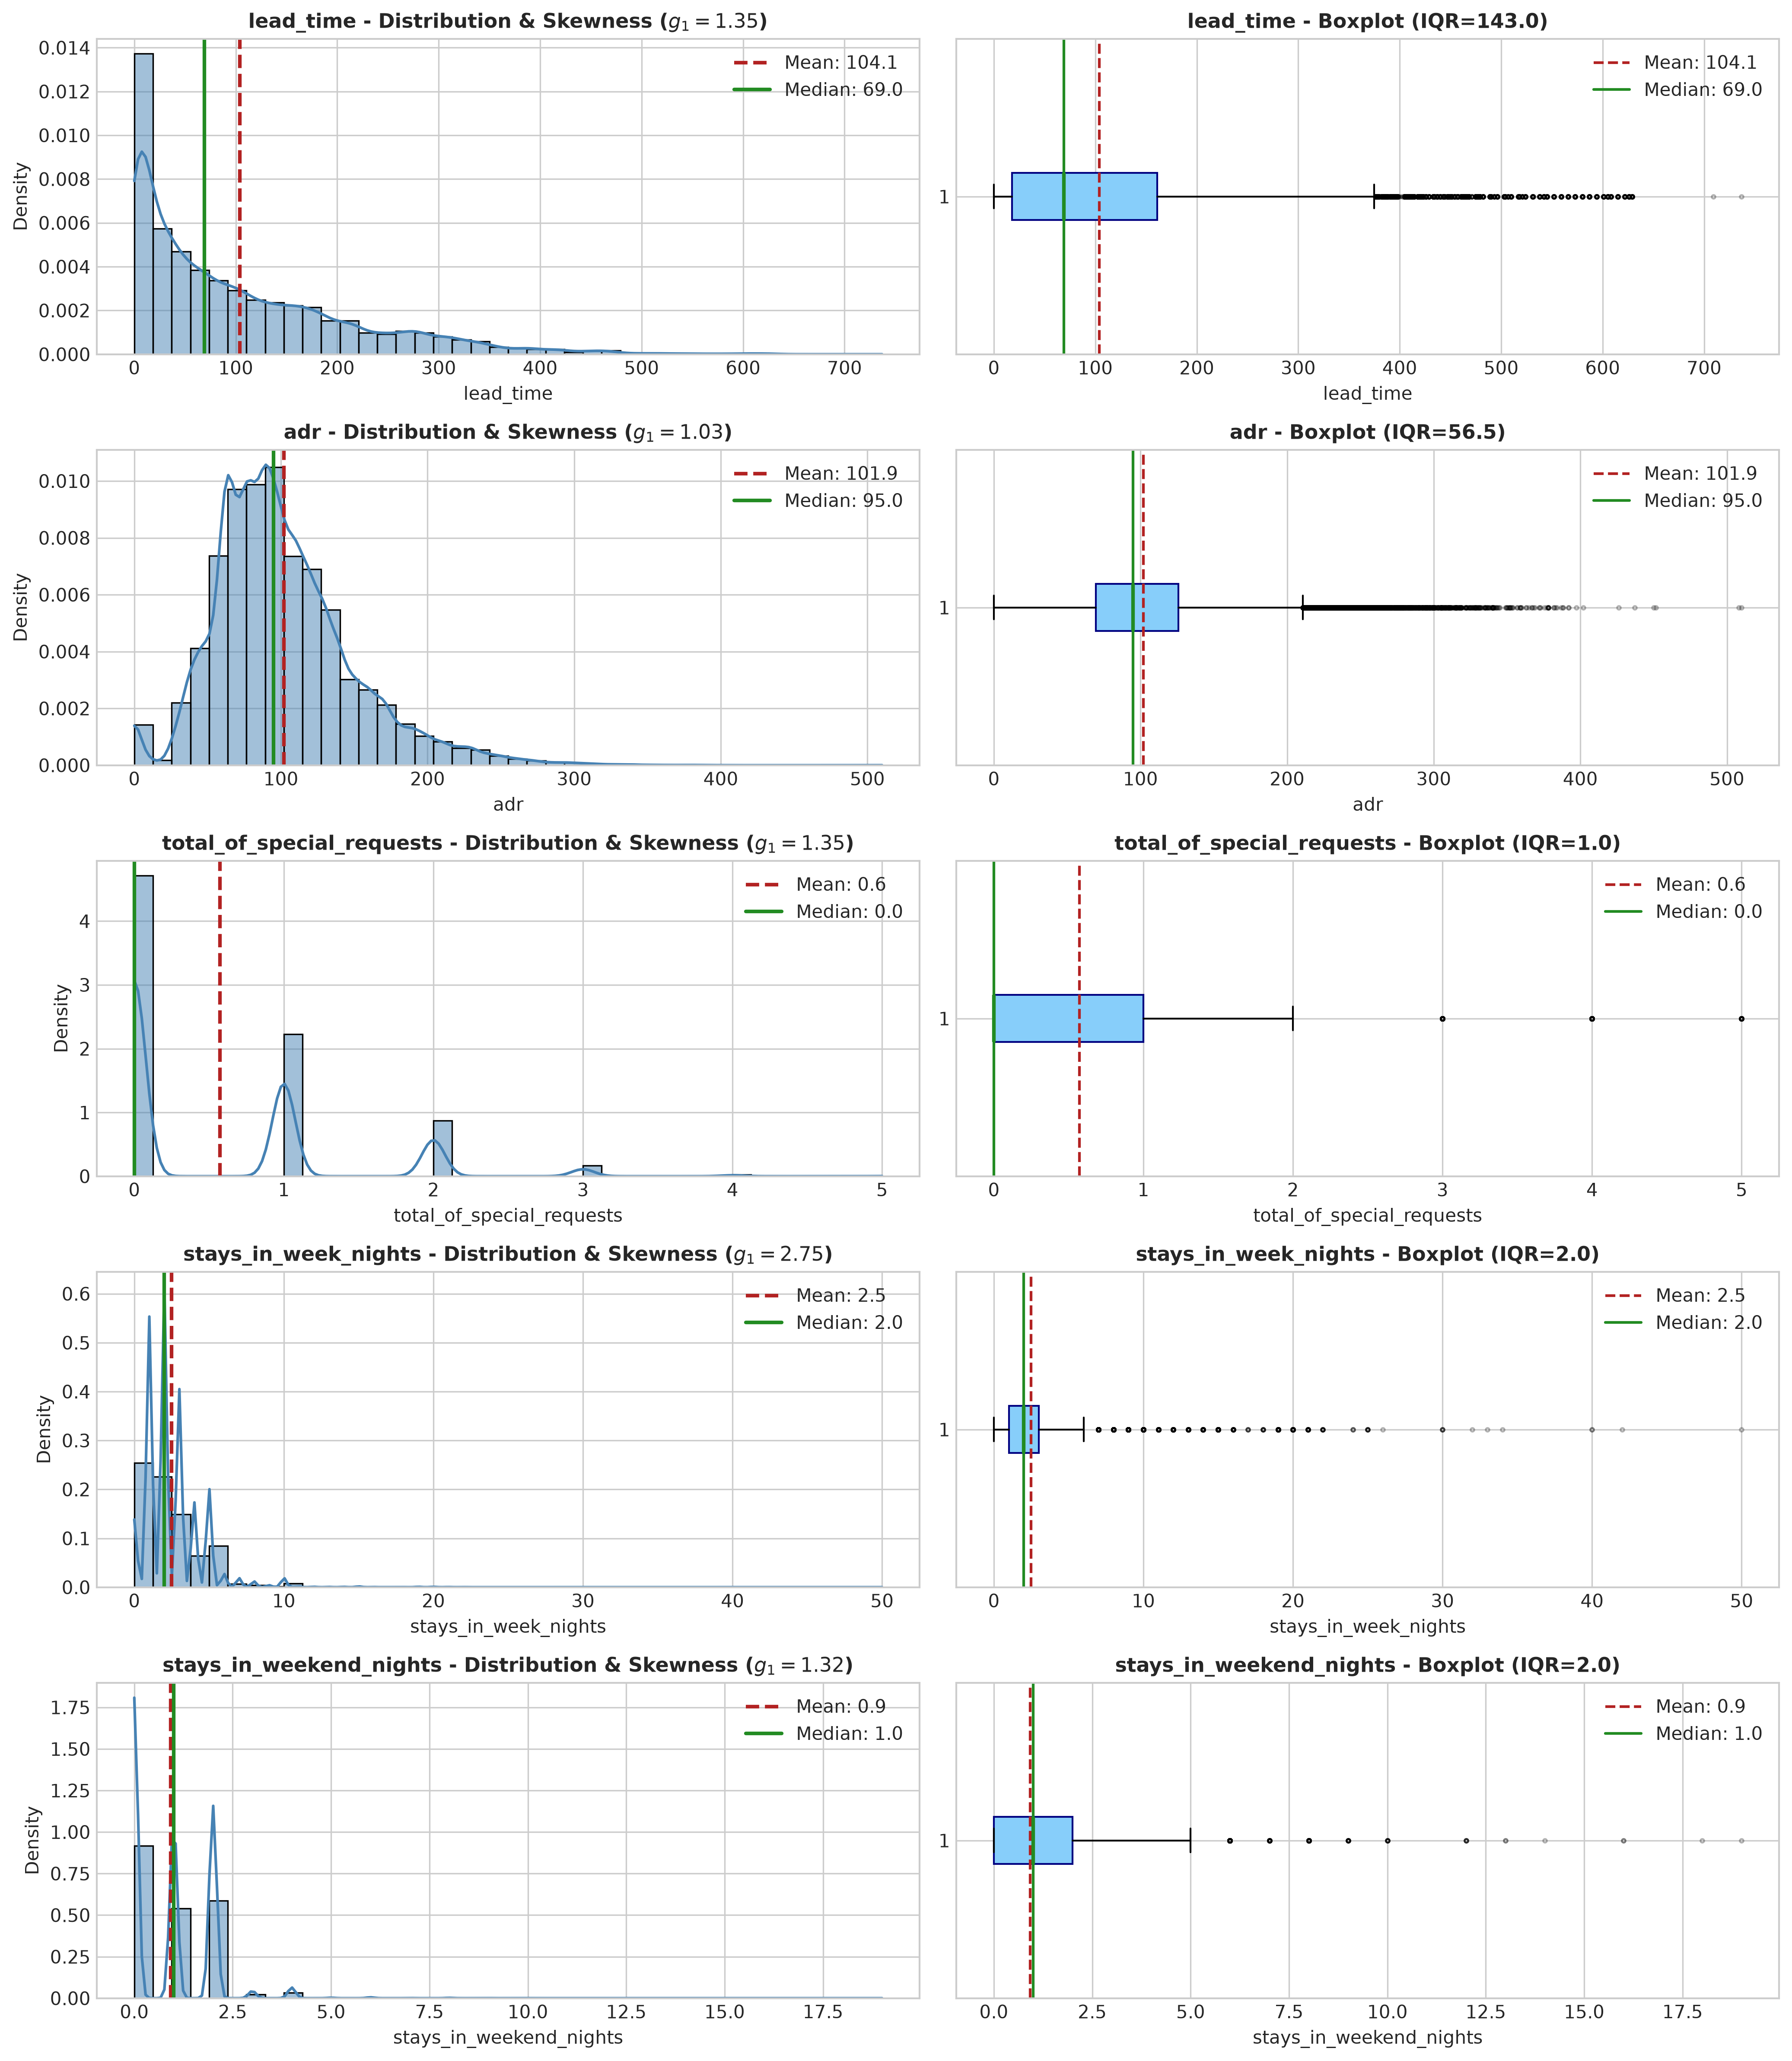 lead_time - Distribution & Skewness (g₁ = 1.35)
Mean: 104.1
Median: 69.0
0.014
0.012
0.010
0.008
0.006
0.004
0.002
0.000
Density
0 100 200 300 400 500 600 700
lead_time
lead_time - Boxplot (IQR=143.0)
Mean: 104.1
Median: 69.0
1
0 100 200 300 400 500 600 700
lead_time
adr - Distribution & Skewness (g₁ = 1.03)
Mean: 101.9
Median: 95.0
0.010
0.008
0.006
0.004
0.002
0.000
Density
0 100 200 300 400 500
adr
adr - Boxplot (IQR=56.5)
Mean: 101.9
Median: 95.0
1
0 100 200 300 400 500
adr
total_of_special_requests - Distribution & Skewness (g₁ = 1.35)
Mean: 0.6
Median: 0.0
4
3
2
1
0
Density
0 1 2 3 4 5
total_of_special_requests
total_of_special_requests - Boxplot (IQR=1.0)
Mean: 0.6
Median: 0.0
1
0 1 2 3 4 5
total_of_special_requests
stays_in_week_nights - Distribution & Skewness (g₁ = 2.75)
Mean: 2.5
Median: 2.0
0.6
0.5
0.4
0.3
0.2
0.1
0.0
Density
0 10 20 30 40 50
stays_in_week_nights
stays_in_week_nights - Boxplot (IQR=2.0)
Mean: 2.5
Median: 2.0
1
0 10 20 30 40 50
stays_in_week_nights
stays_in_weekend_nights - Distribution & Skewness (g₁ = 1.32)
Mean: 0.9
Median: 1.0
1.75
1.50
1.25
1.00
0.75
0.50
0.25
0.00
Density
0.0 2.5 5.0 7.5 10.0 12.5 15.0 17.5
stays_in_weekend_nights
stays_in_weekend_nights - Boxplot (IQR=2.0)
Mean: 0.9
Median: 1.0
1
0.0 2.5 5.0 7.5 10.0 12.5 15.0 17.5
stays_in_weekend_nights